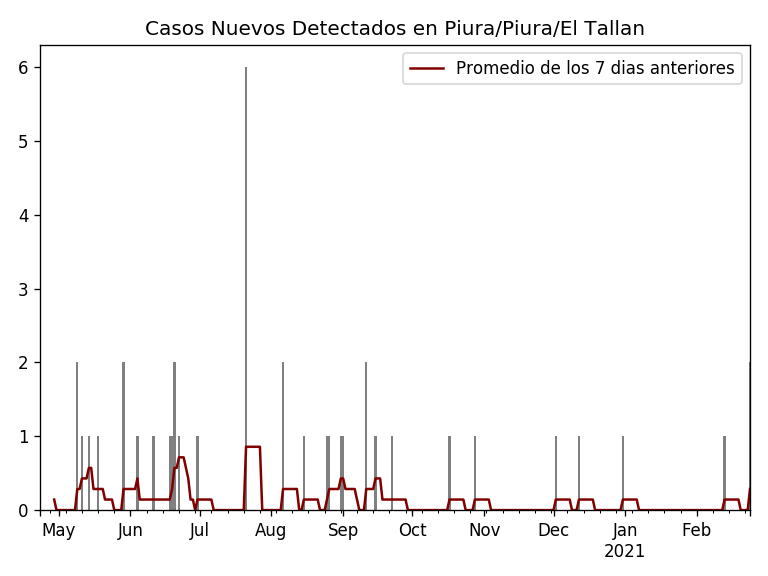 Casos Nuevos Detectados en Piura/Piura/El Tallan
Promedio de los 7 dias anteriores
6
5
4
3
2
1
0
May Jun Jul Aug Sep Oct Nov Dec Jan Feb
2021